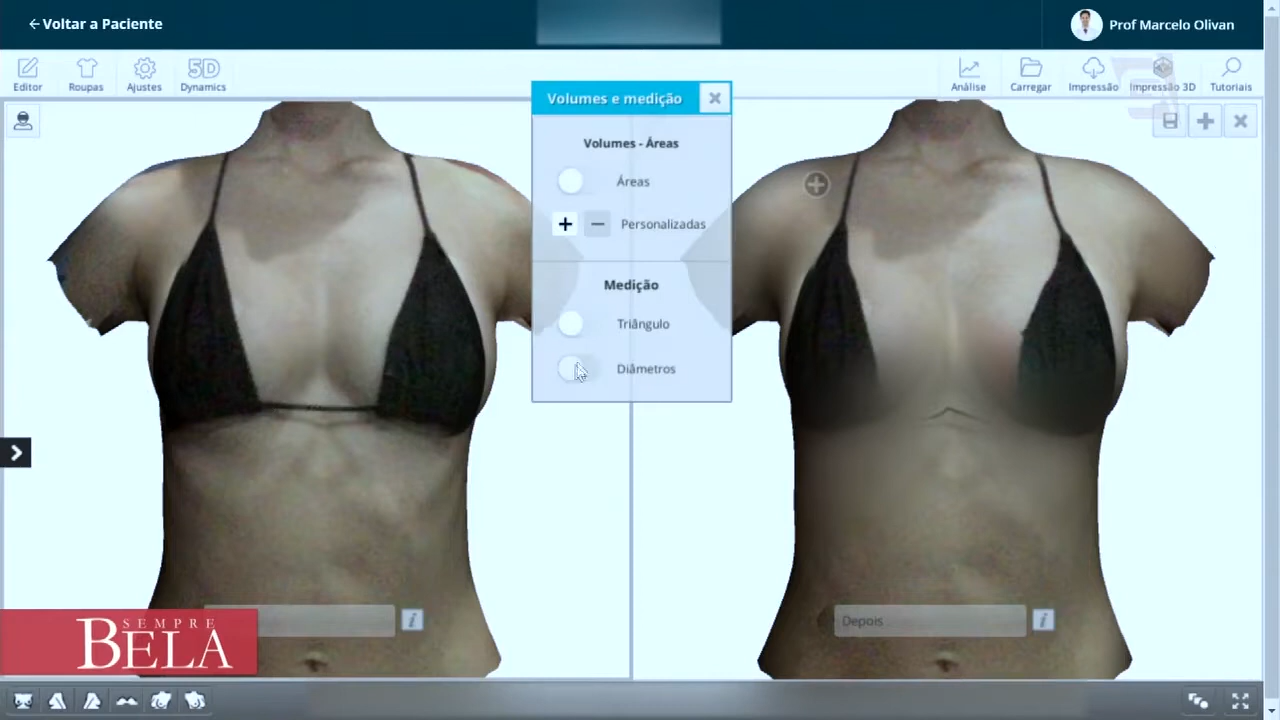 Voltar a Paciente
Prof Marcelo Olivan
Editor
Roupas
Ajustes
5D
Dynamics
Análise
Carregar
Impressão
Impressão 3D
Tutoriais
Volumes e medição
Volumes - Áreas
Áreas
Personalizadas
Medição
Triângulo
Diâmetros
Depois
SEMPRE
BELA